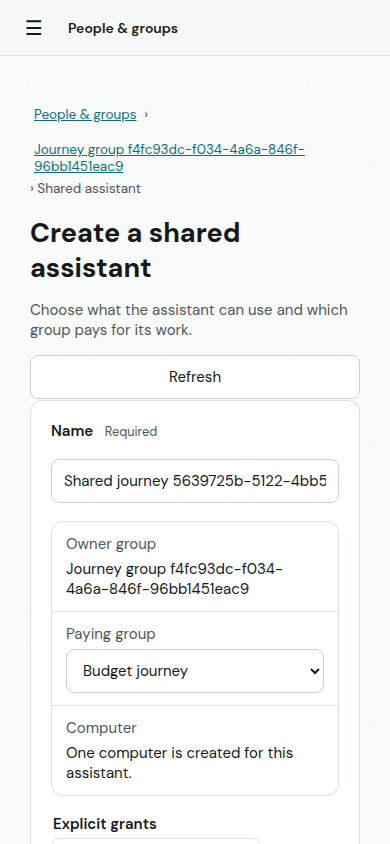 ☰ People & groups
People & groups ›
Journey group f4fc93dc-f034-4a6a-846f-
96bb1451eac9
› Shared assistant
Create a shared
assistant
Choose what the assistant can use and which
group pays for its work.
Refresh
Name Required
Shared journey 5639725b-5122-4bb5
Owner group
Journey group f4fc93dc-f034-
4a6a-846f-96bb1451eac9
Paying group
Budget journey
Computer
One computer is created for this
assistant.
Explicit grants